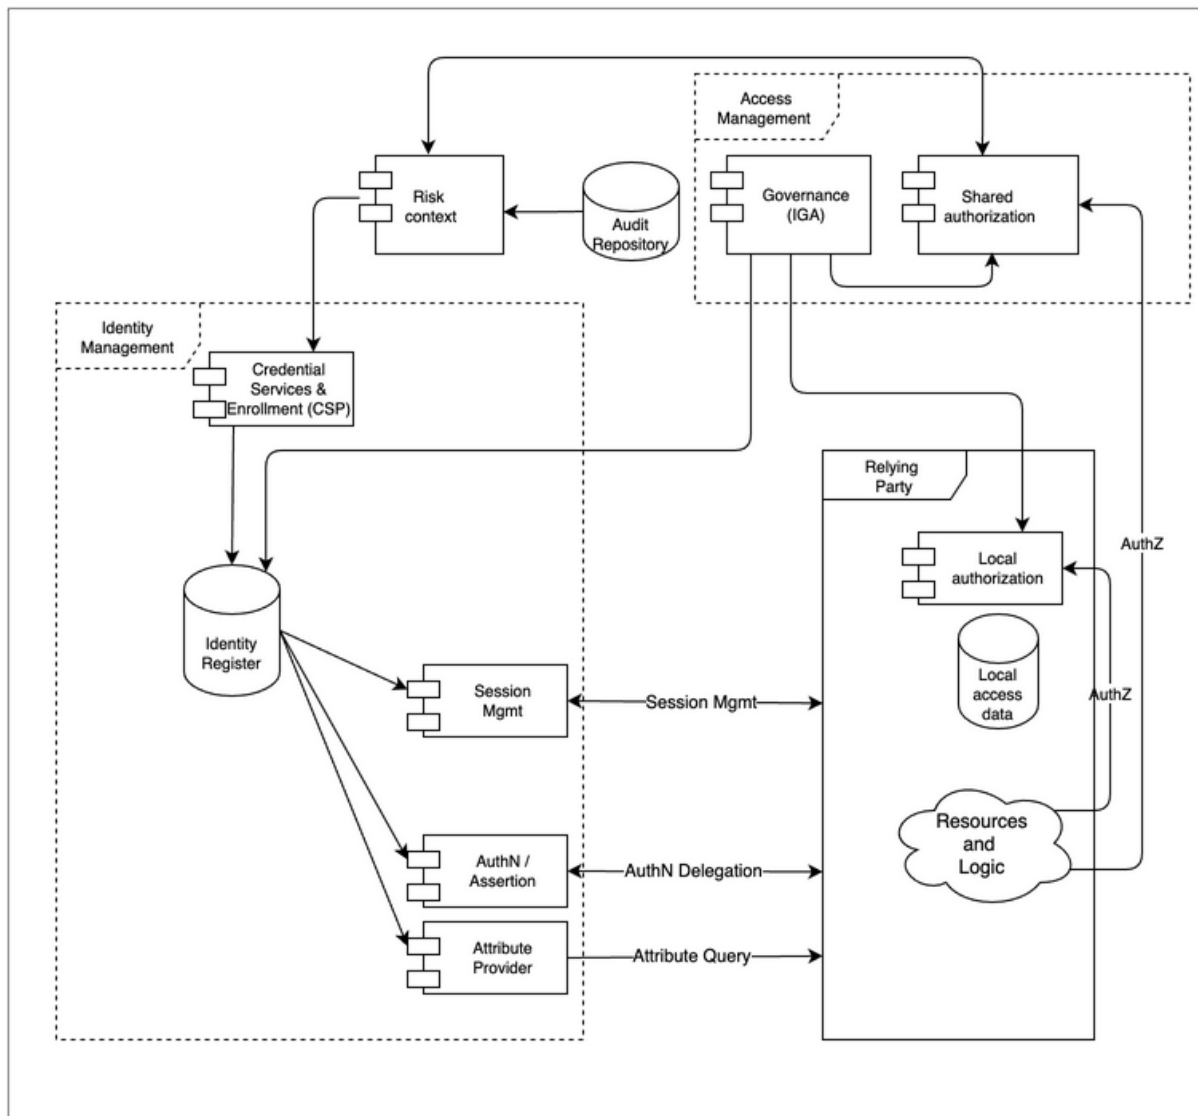 Access
Management
Risk
context
Audit
Repository
Governance
(IGA)
Shared
authorization
Identity
Management
Credential
Services &
Enrollment (CSP)
Relying
Party
AuthZ
Local
authorization
Identity
Register
Local
access
data
Session
Mgmt
Session Mgmt
AuthZ
Resources
and
Logic
AuthN /
Assertion
AuthN Delegation
Attribute
Provider
Attribute Query